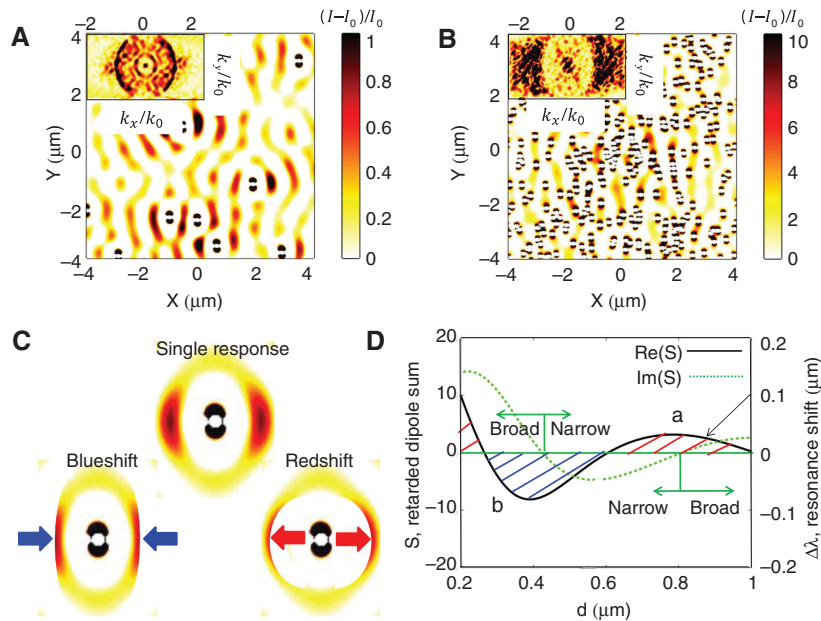 A
−2 0 2
(I−I₀)/I₀
k_y/k₀
k_x/k₀
Y (μm)
4
2
0
−2
−4
−4 −2 0 2 4
X (μm)
1
0.8
0.6
0.4
0.2
0
B
−2 0 2
(I−I₀)/I₀
k_y/k₀
k_x/k₀
Y (μm)
4
2
0
−2
−4
−4 −2 0 2 4
X (μm)
10
8
6
4
2
0
C
Single response
Blueshift
Redshift
D
S, retarded dipole sum
20
10
0
−10
−20
Re(S)
Im(S)
a
Broad Narrow
b
Narrow Broad
0.2 0.4 0.6 0.8 1
d (μm)
0.2
0.1
0
−0.1
−0.2
Δλ, resonance shift (μm)